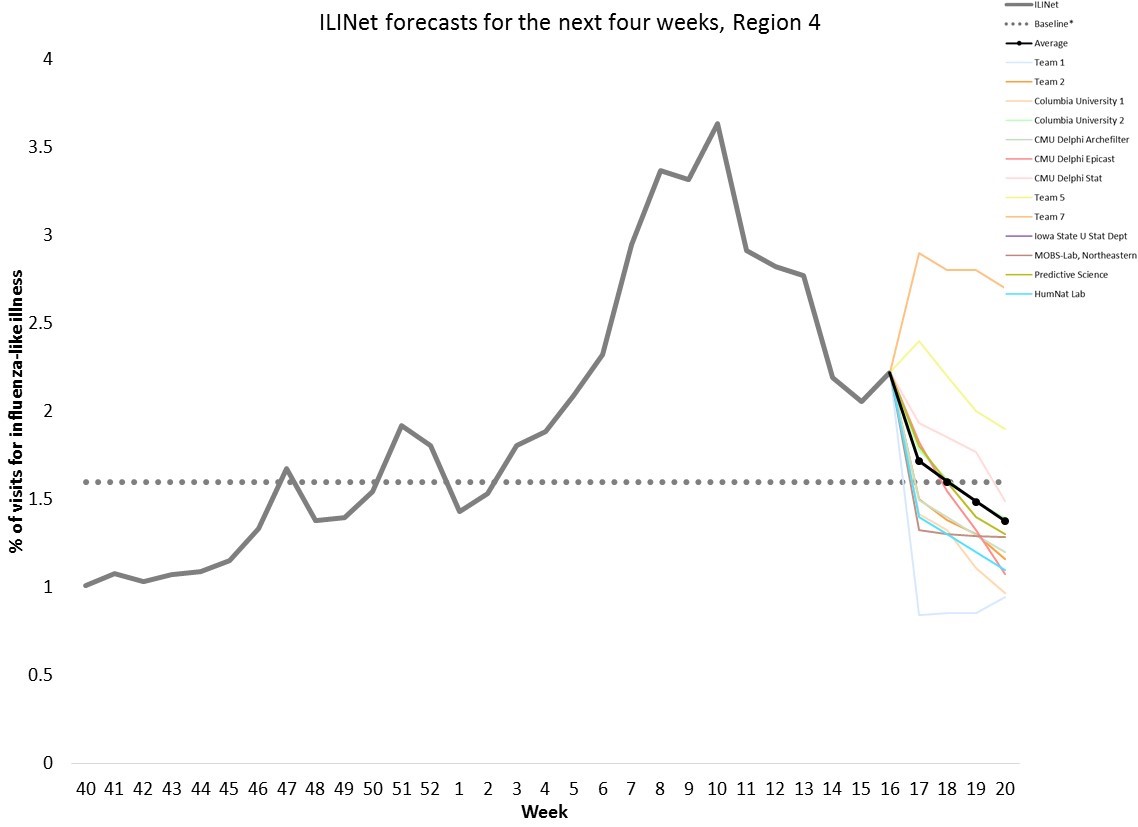 ILINet forecasts for the next four weeks, Region 4
ILINet
Baseline*
Average
Team 1
Team 2
Columbia University 1
Columbia University 2
CMU Delphi Archefilter
CMU Delphi Epicast
CMU Delphi Stat
Team 5
Team 7
Iowa State U Stat Dept
MOBS-Lab, Northeastern
Predictive Science
HumNat Lab
% of visits for influenza-like illness
4
3.5
3
2.5
2
1.5
1
0.5
0
40 41 42 43 44 45 46 47 48 49 50 51 52 1 2 3 4 5 6 7 8 9 10 11 12 13 14 15 16 17 18 19 20
Week